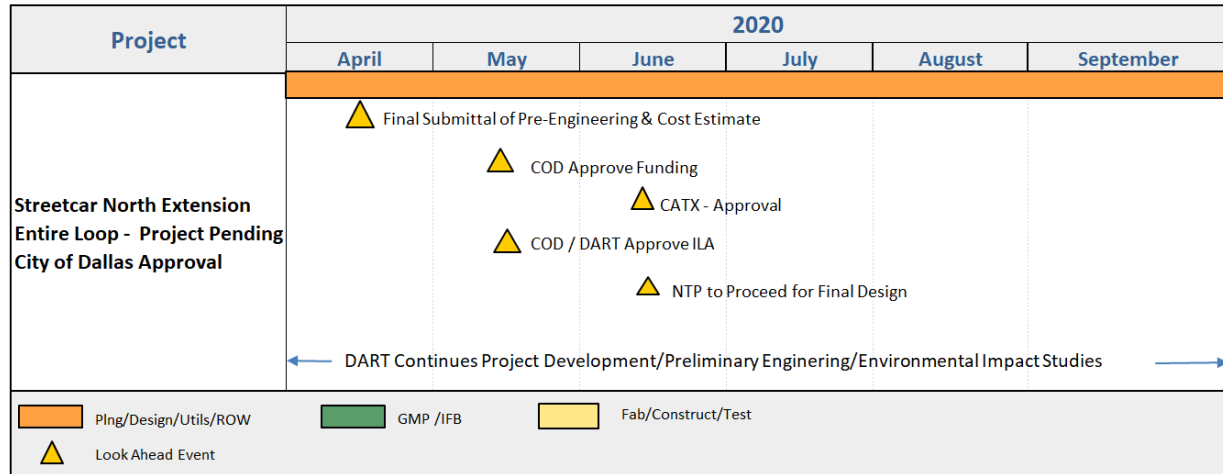 Project
2020
April May June July August September
Final Submittal of Pre-Engineering & Cost Estimate
COD Approve Funding
CATX - Approval
COD / DART Approve ILA
NTP to Proceed for Final Design
Streetcar North Extension
Entire Loop - Project Pending
City of Dallas Approval
DART Continues Project Development/Preliminary Enginering/Environmental Impact Studies
Plng/Design/Utils/ROW GMP /IFB Fab/Construct/Test
Look Ahead Event